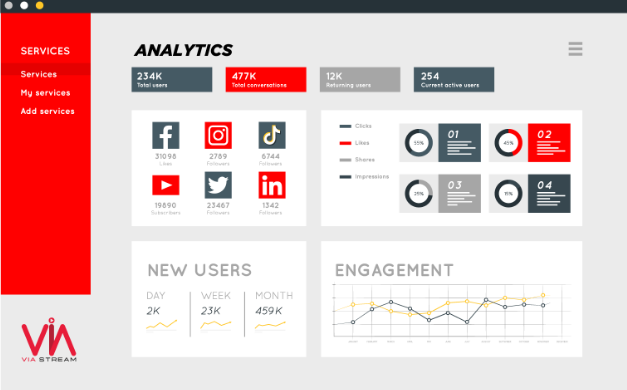 SERVICES
Services
My services
Add services
ANALYTICS
234K
Total users
477K
Total conversations
12K
Returning users
254
Current active users
31098
Likes
2789
Followers
6744
Followers
19890
Subscribers
23467
Followers
1342
Followers
Clicks
Likes
Shares
Impressions
55%
01
45%
02
25%
03
15%
04
NEW USERS
DAY
2K
WEEK
23K
MONTH
459K
ENGAGEMENT
VIA
VIA STREAM